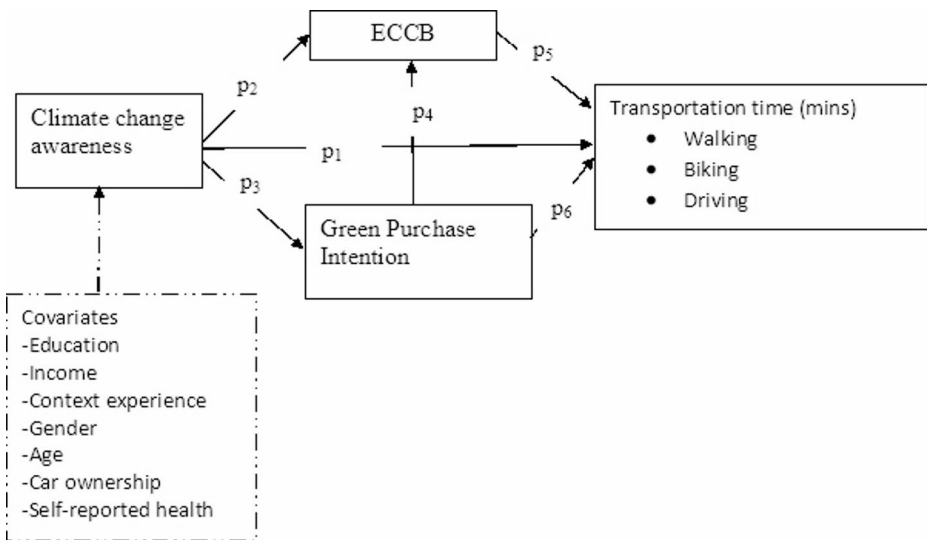 ECCB
p5
p2
Climate change
awareness
p4
Transportation time (mins)
• Walking
• Biking
• Driving
p1
p3
Green Purchase
Intention
p6
Covariates
-Education
-Income
-Context experience
-Gender
-Age
-Car ownership
-Self-reported health